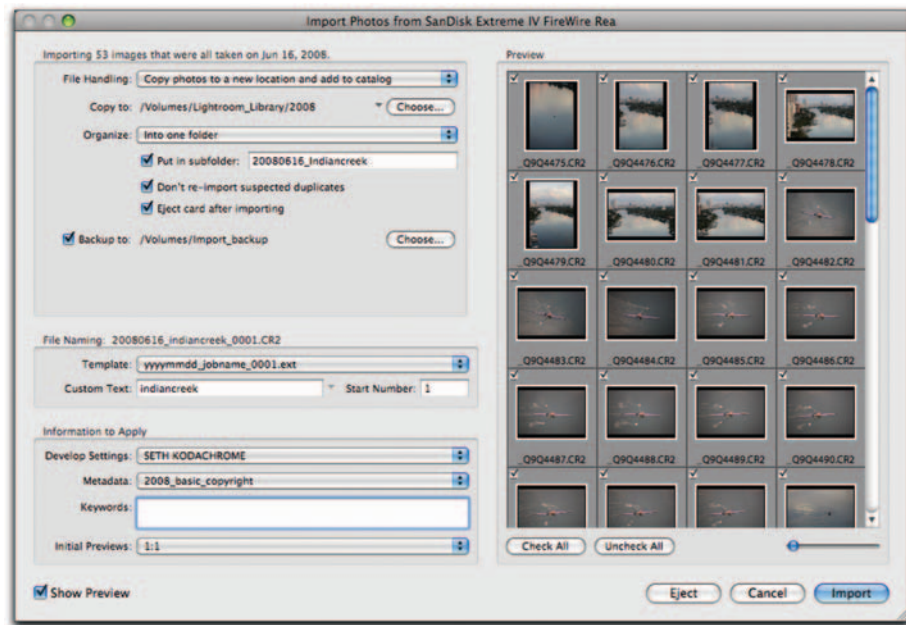 Import Photos from SanDisk Extreme IV FireWire Rea
Importing 53 images that were all taken on Jun 16, 2008.
File Handling: Copy photos to a new location and add to catalog
Copy to: /Volumes/Lightroom_Library/2008 Choose...
Organize: Into one folder
Put in subfolder: 20080616_Indiancreek
Don't re-import suspected duplicates
Eject card after importing
Backup to: /Volumes/Import_backup Choose...
File Naming: 20080616_indiancreek_0001.CR2
Template: yyyymmdd_jobname_0001.ext
Custom Text: indiancreek Start Number: 1
Information to Apply
Develop Settings: SETH KODACHROME
Metadata: 2008_basic_copyright
Keywords:
Initial Previews: 1:1
Show Preview
Preview
_Q9Q4475.CR2 _Q9Q4476.CR2 _Q9Q4477.CR2 _Q9Q4478.CR2
_Q9Q4479.CR2 _Q9Q4480.CR2 _Q9Q4481.CR2 _Q9Q4482.CR2
_Q9Q4483.CR2 _Q9Q4484.CR2 _Q9Q4485.CR2 _Q9Q4486.CR2
_Q9Q4487.CR2 _Q9Q4488.CR2 _Q9Q4489.CR2 _Q9Q4490.CR2
Check All Uncheck All
Eject Cancel Import